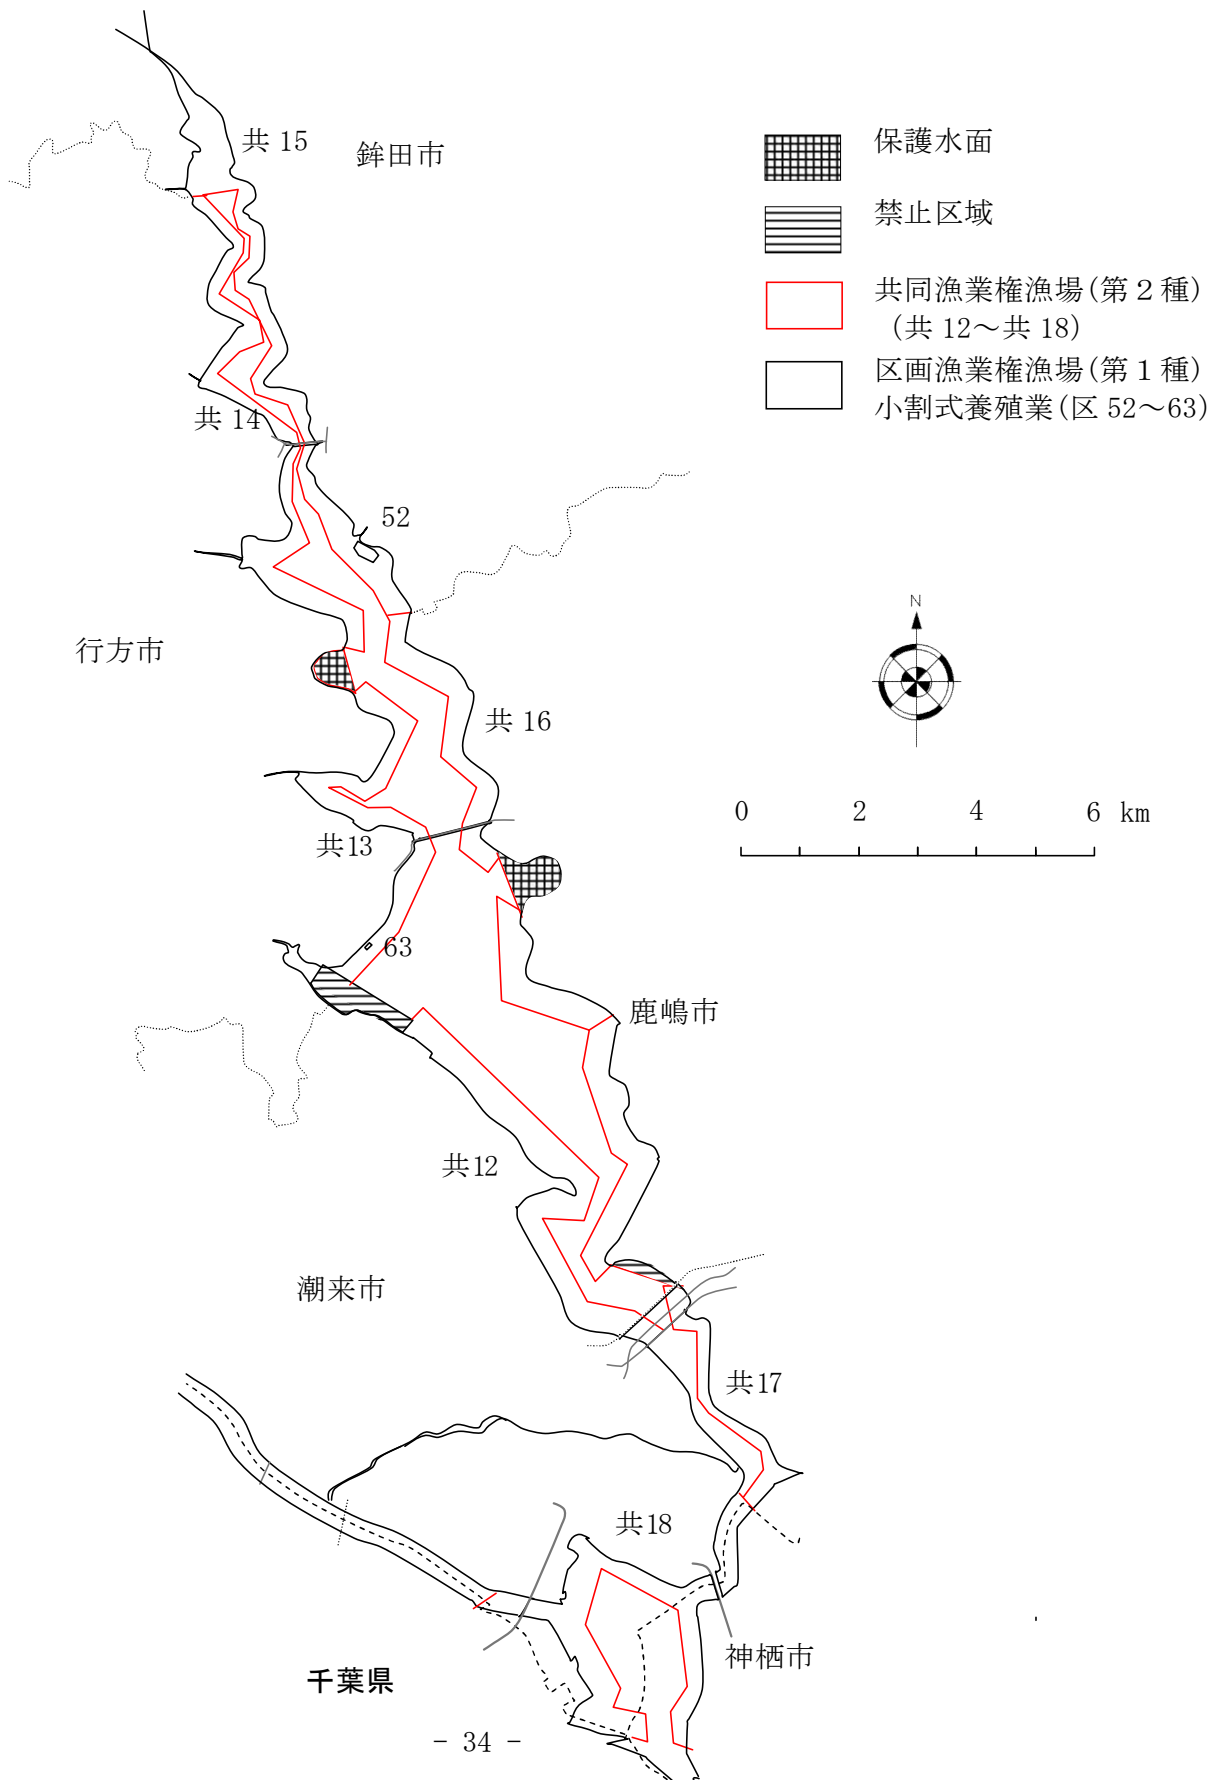 共 15
鉾田市
保護水面
禁止区域
共同漁業権漁場(第２種)
(共 12～共 18)
区画漁業権漁場(第１種)
小割式養殖業(区 52～63)
共 14
52
N
行方市
共 16
0 2 4 6 km
共13
63
鹿嶋市
共12
潮来市
共17
共18
神栖市
千葉県
- 34 -